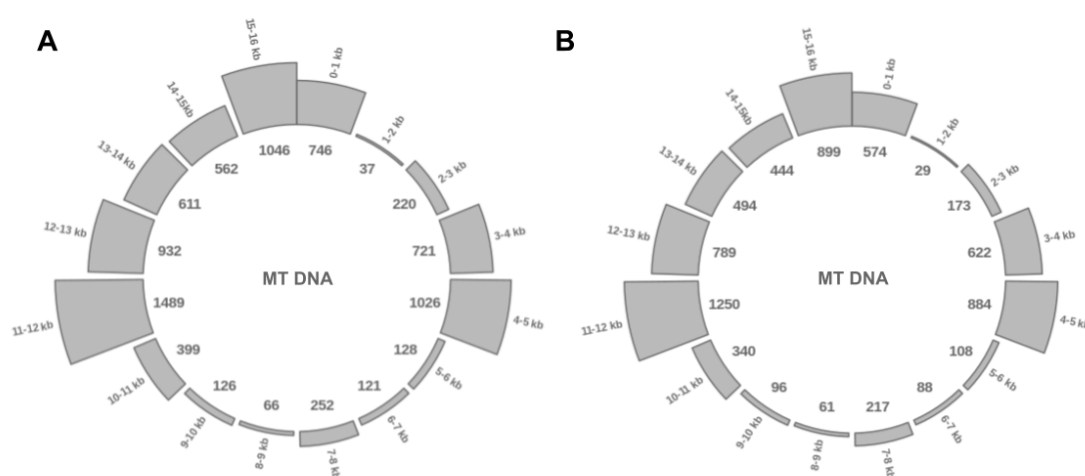 A
15-16 kb
0-1 kb
14-15kb
1-2 kb
13-14 kb
2-3 kb
12-13 kb
3-4 kb
11-12 kb
4-5 kb
10-11 kb
5-6 kb
9-10 kb
6-7 kb
8-9 kb
7-8 kb
1046
746
562
37
611
220
932
721
MT DNA
1489
1026
399
128
126
121
66
252
B
15-16 kb
0-1 kb
14-15kb
1-2 kb
13-14 kb
2-3 kb
12-13 kb
3-4 kb
11-12 kb
4-5 kb
10-11 kb
5-6 kb
9-10 kb
6-7 kb
8-9 kb
7-8 kb
899
574
444
29
494
173
789
622
MT DNA
1250
884
340
108
96
88
61
217